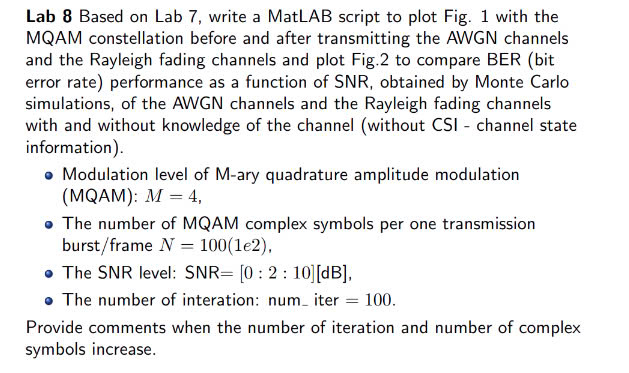 Lab 8 Based on Lab 7, write a MatLAB script to plot Fig. 1 with the
MQAM constellation before and after transmitting the AWGN channels
and the Rayleigh fading channels and plot Fig.2 to compare BER (bit
error rate) performance as a function of SNR, obtained by Monte Carlo
simulations, of the AWGN channels and the Rayleigh fading channels
with and without knowledge of the channel (without CSI - channel state
information).
Modulation level of M-ary quadrature amplitude modulation
(MQAM): M = 4,
The number of MQAM complex symbols per one transmission
burst/frame N = 100(1e2),
The SNR level: SNR= [0 : 2 : 10][dB],
The number of interation: num_ iter = 100.
Provide comments when the number of iteration and number of complex
symbols increase.